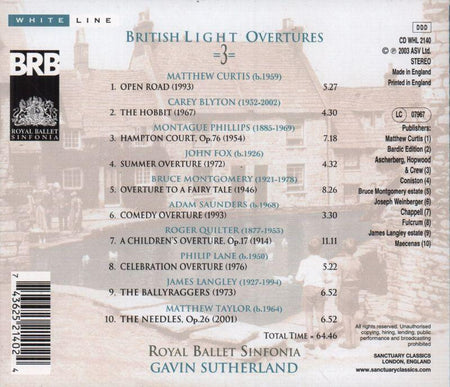 WHITE LINE
BRITISH LIGHT OVERTURES
=3=
DDD
CD WHL 2140
© ℗ 2003 ASV Ltd.
STEREO
Made in England
Printed in England
BRB
ROYAL BALLET
SINFONIA
MATTHEW CURTIS (b.1959)
1. OPEN ROAD (1993) 5.27
CAREY BLYTON (1932-2002)
2. THE HOBBIT (1967) 4.30
MONTAGUE PHILLIPS (1885-1969)
3. HAMPTON COURT, Op.76 (1954) 7.18
JOHN FOX (b.1926)
4. SUMMER OVERTURE (1972) 4.32
BRUCE MONTGOMERY (1921-1978)
5. OVERTURE TO A FAIRY TALE (1946) 8.26
ADAM SAUNDERS (b.1968)
6. COMEDY OVERTURE (1993) 3.30
ROGER QUILTER (1877-1953)
7. A CHILDREN'S OVERTURE, Op.17 (1914) 11.11
PHILIP LANE (b.1950)
8. CELEBRATION OVERTURE (1976) 5.22
JAMES LANGLEY (1927-1994)
9. THE BALLYRAGGERS (1973) 6.52
MATTHEW TAYLOR (b.1964)
10. THE NEEDLES, Op.26 (2001) 6.52
TOTAL TIME = 64.46
ROYAL BALLET SINFONIA
GAVIN SUTHERLAND
LC 07967
Publishers:
Matthew Curtis (1)
Bardic Edition (2)
Ascherberg, Hopwood
& Crew (3)
Coniston (4)
Bruce Montgomery estate (5)
Joseph Weinberger (6)
Chappell (7)
Fulcrum (8)
James Langley estate (9)
Maecenas (10)
7 43625 21402 4
All rights reserved.
Unauthorised
copying, hiring, lending,
public performance
and broadcasting
prohibited.
SANCTUARY CLASSICS
LONDON, ENGLAND
www.sanctuaryclassics.com